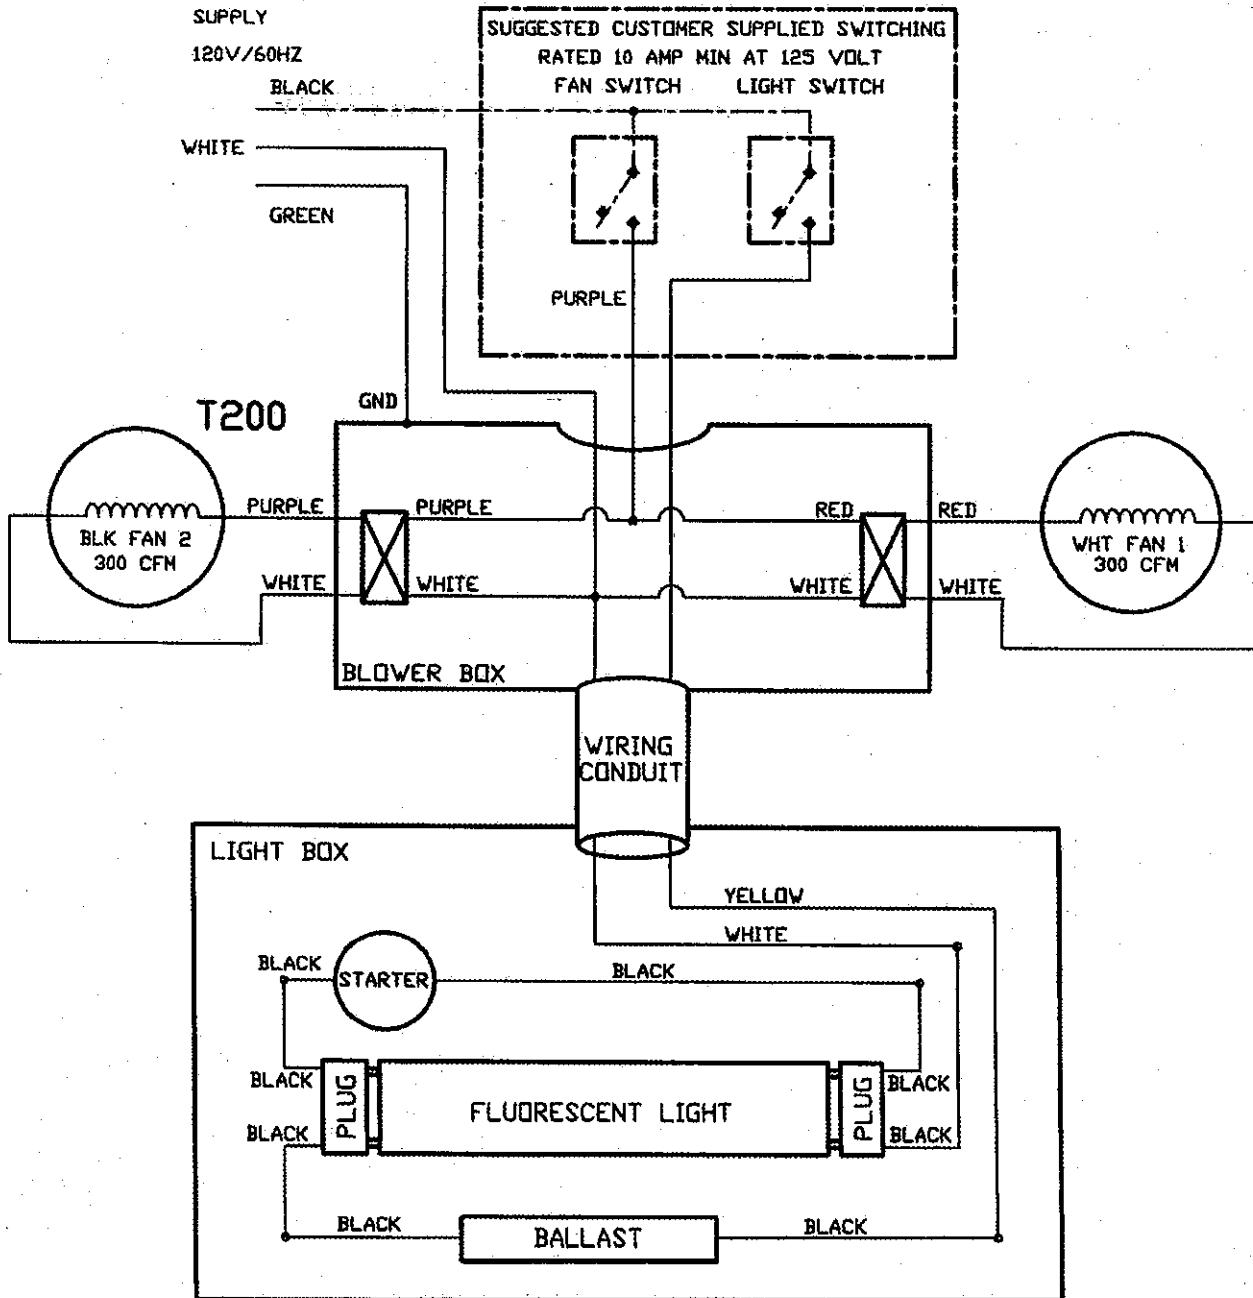 SUPPLY
120V/60HZ
BLACK
WHITE
GREEN
SUGGESTED CUSTOMER SUPPLIED SWITCHING
RATED 10 AMP MIN AT 125 VOLT
FAN SWITCH LIGHT SWITCH
PURPLE
GND
T200
PURPLE PURPLE RED RED
BLK FAN 2
300 CFM
WHT FAN 1
300 CFM
WHITE WHITE WHITE WHITE
BLOWER BOX
WIRING
CONDUIT
LIGHT BOX
YELLOW
WHITE
BLACK STARTER BLACK
BLACK PLUG FLUORESCENT LIGHT PLUG BLACK
BLACK BLACK
BLACK BALLAST BLACK